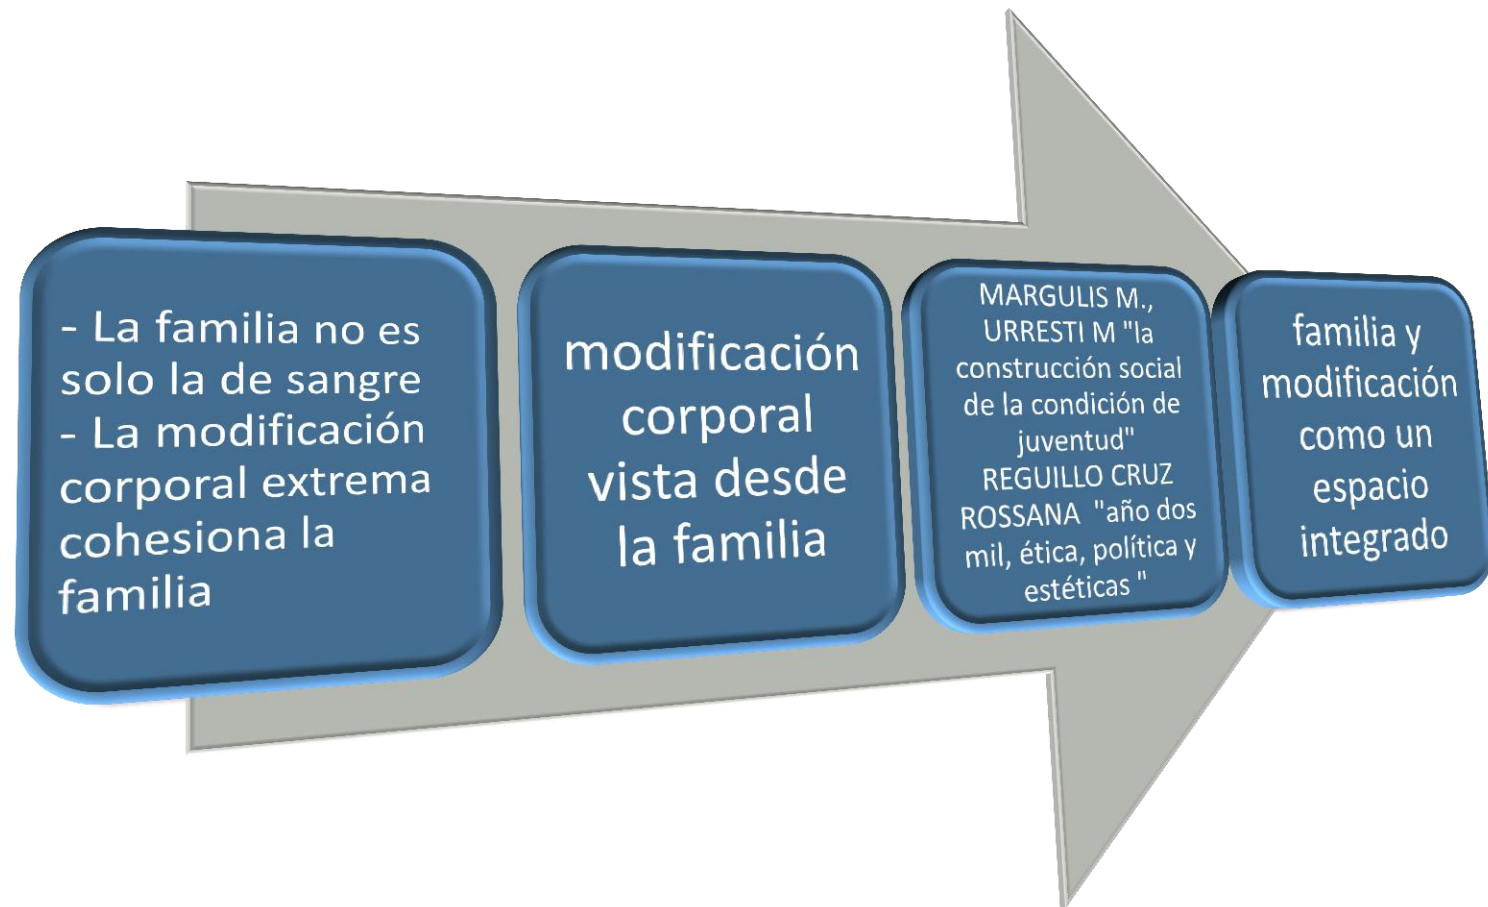 - La familia no es
solo la de sangre
- La modificación
corporal extrema
cohesiona la
familia
modificación
corporal
vista desde
la familia
MARGULIS M.,
URRESTI M "la
construcción social
de la condición de
juventud"
REGUILLO CRUZ
ROSSANA "año dos
mil, ética, política y
estéticas "
familia y
modificación
como un
espacio
integrado